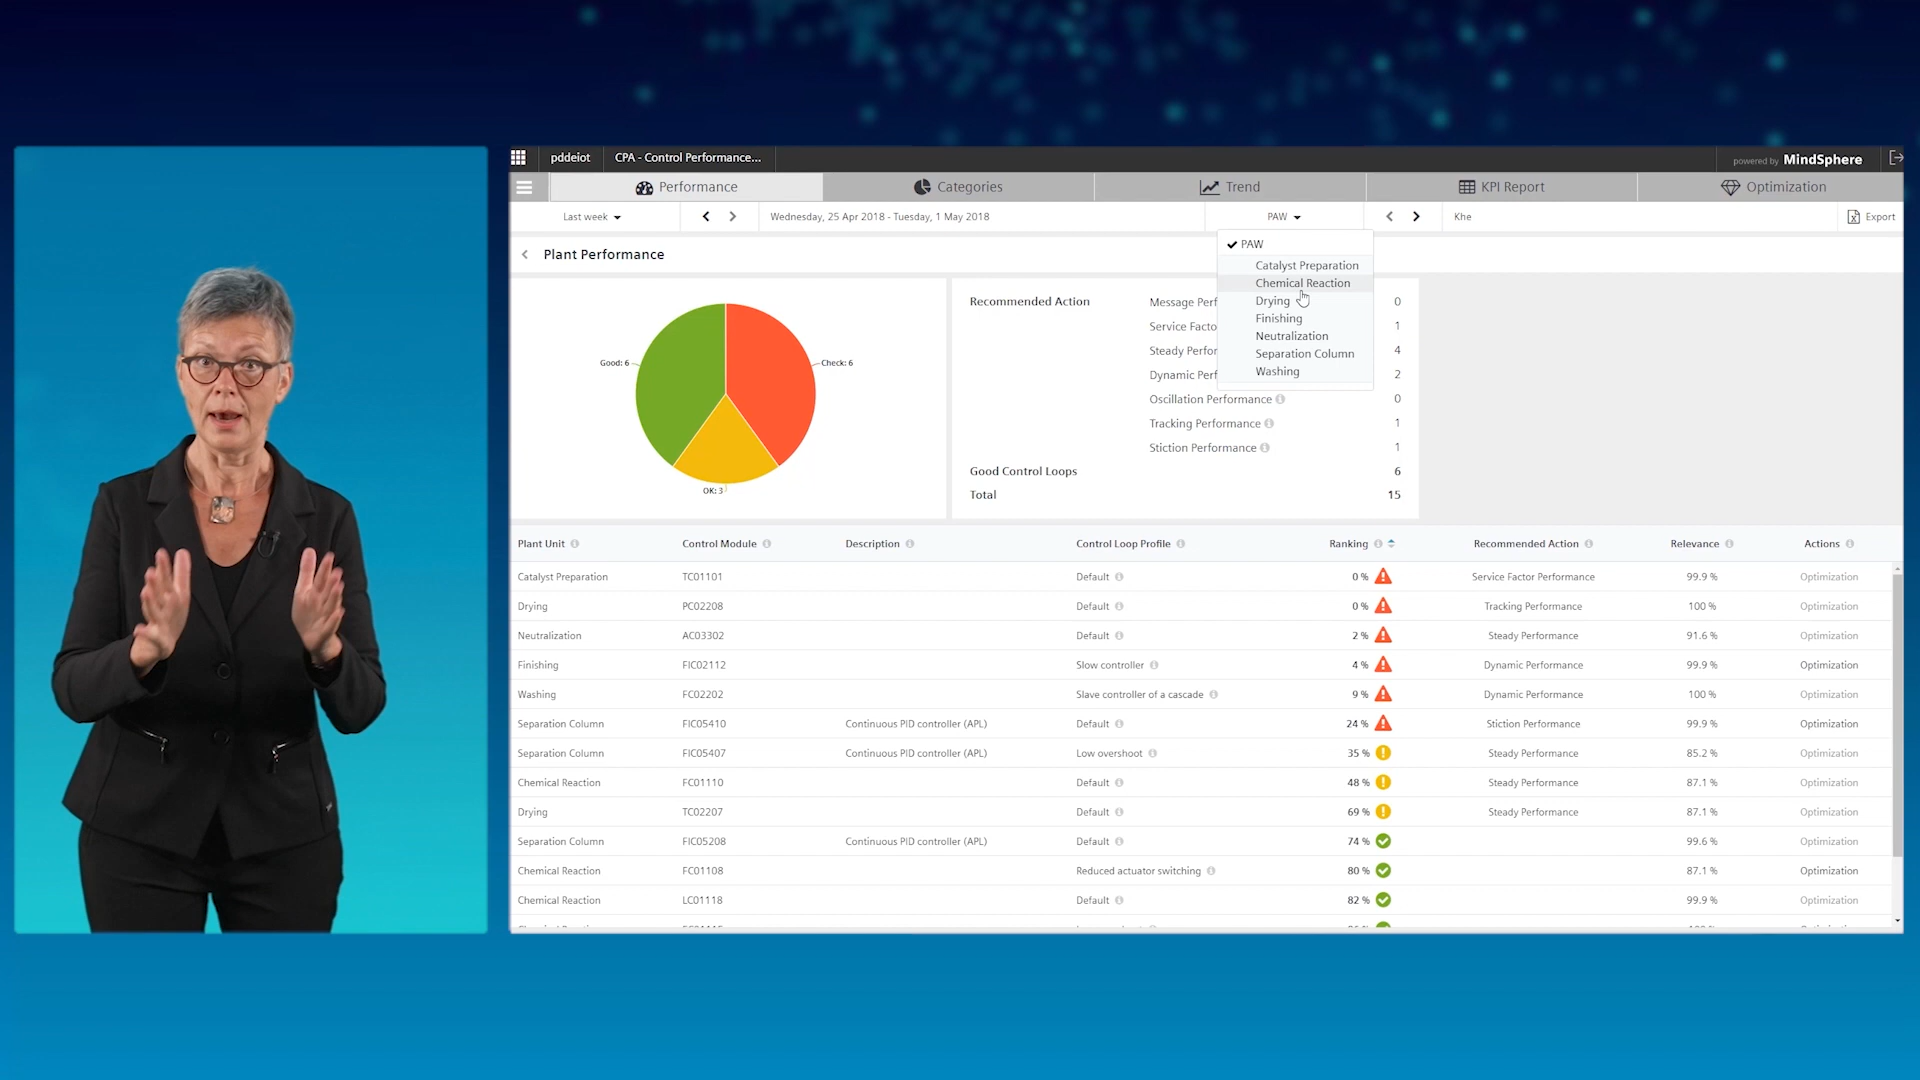 pddeiot CPA - Control Performance... powered by MindSphere
Performance Categories Trend KPI Report Optimization
Last week Wednesday, 25 Apr 2018 - Tuesday, 1 May 2018 PAW Khe Export
PAW
Plant Performance
Catalyst Preparation
Chemical Reaction
Drying
Finishing
Neutralization
Separation Column
Washing
Good: 6
Check: 6
OK: 3
Recommended Action Message Perf 0
Service Facto 1
Steady Perfor 4
Dynamic Perf 2
Oscillation Performance 0
Tracking Performance 1
Stiction Performance 1
Good Control Loops 6
Total 15
Plant Unit Control Module Description Control Loop Profile Ranking Recommended Action Relevance Actions
Catalyst Preparation TC01101 Default 0 % Service Factor Performance 99.9 % Optimization
Drying PC02208 Default 0 % Tracking Performance 100 % Optimization
Neutralization AC03302 Default 2 % Steady Performance 91.6 % Optimization
Finishing FIC02112 Slow controller 4 % Dynamic Performance 99.9 % Optimization
Washing FC02202 Slave controller of a cascade 9 % Dynamic Performance 100 % Optimization
Separation Column FIC05410 Continuous PID controller (APL) Default 24 % Stiction Performance 99.9 % Optimization
Separation Column FIC05407 Continuous PID controller (APL) Low overshoot 35 % Steady Performance 85.2 % Optimization
Chemical Reaction FC01110 Default 48 % Steady Performance 87.1 % Optimization
Drying TC02207 Default 69 % Steady Performance 87.1 % Optimization
Separation Column FIC05208 Continuous PID controller (APL) Default 74 % 99.6 % Optimization
Chemical Reaction FC01108 Reduced actuator switching 80 % 87.1 % Optimization
Chemical Reaction LC01118 Default 82 % 99.9 % Optimization